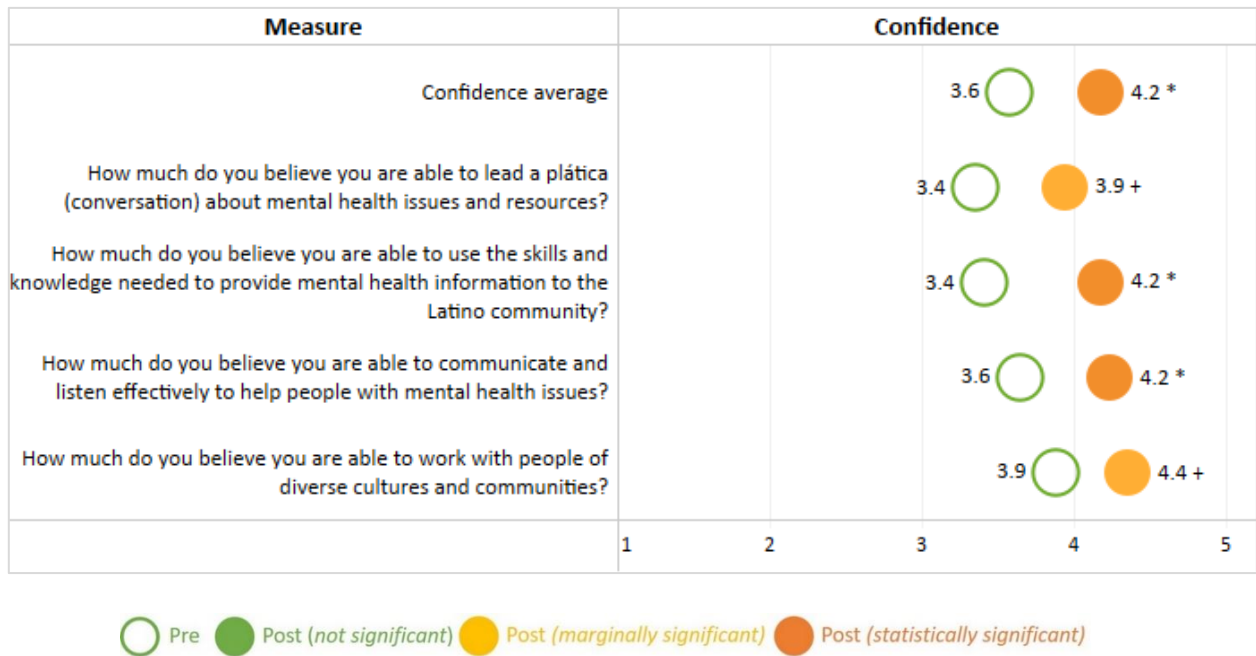 Measure
Confidence
Confidence average
3.6
4.2 *
How much do you believe you are able to lead a plática
(conversation) about mental health issues and resources?
3.4
3.9 +
How much do you believe you are able to use the skills and
knowledge needed to provide mental health information to the
Latino community?
3.4
4.2 *
How much do you believe you are able to communicate and
listen effectively to help people with mental health issues?
3.6
4.2 *
How much do you believe you are able to work with people of
diverse cultures and communities?
3.9
4.4 +
1 2 3 4 5
Pre Post (not significant) Post (marginally significant) Post (statistically significant)